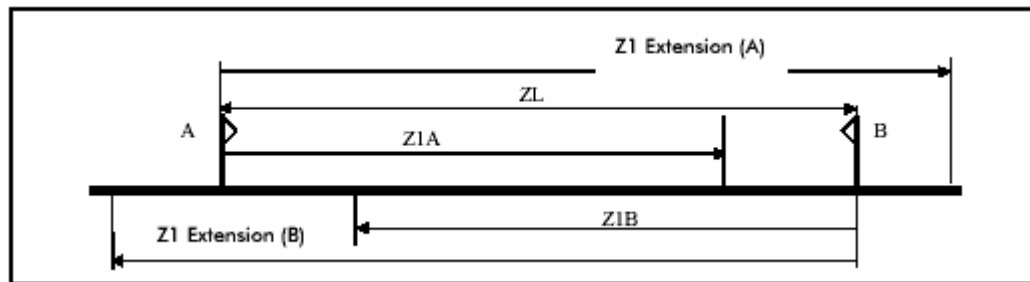 Z1 Extension (A)
ZL
A
B
Z1A
Z1B
Z1 Extension (B)